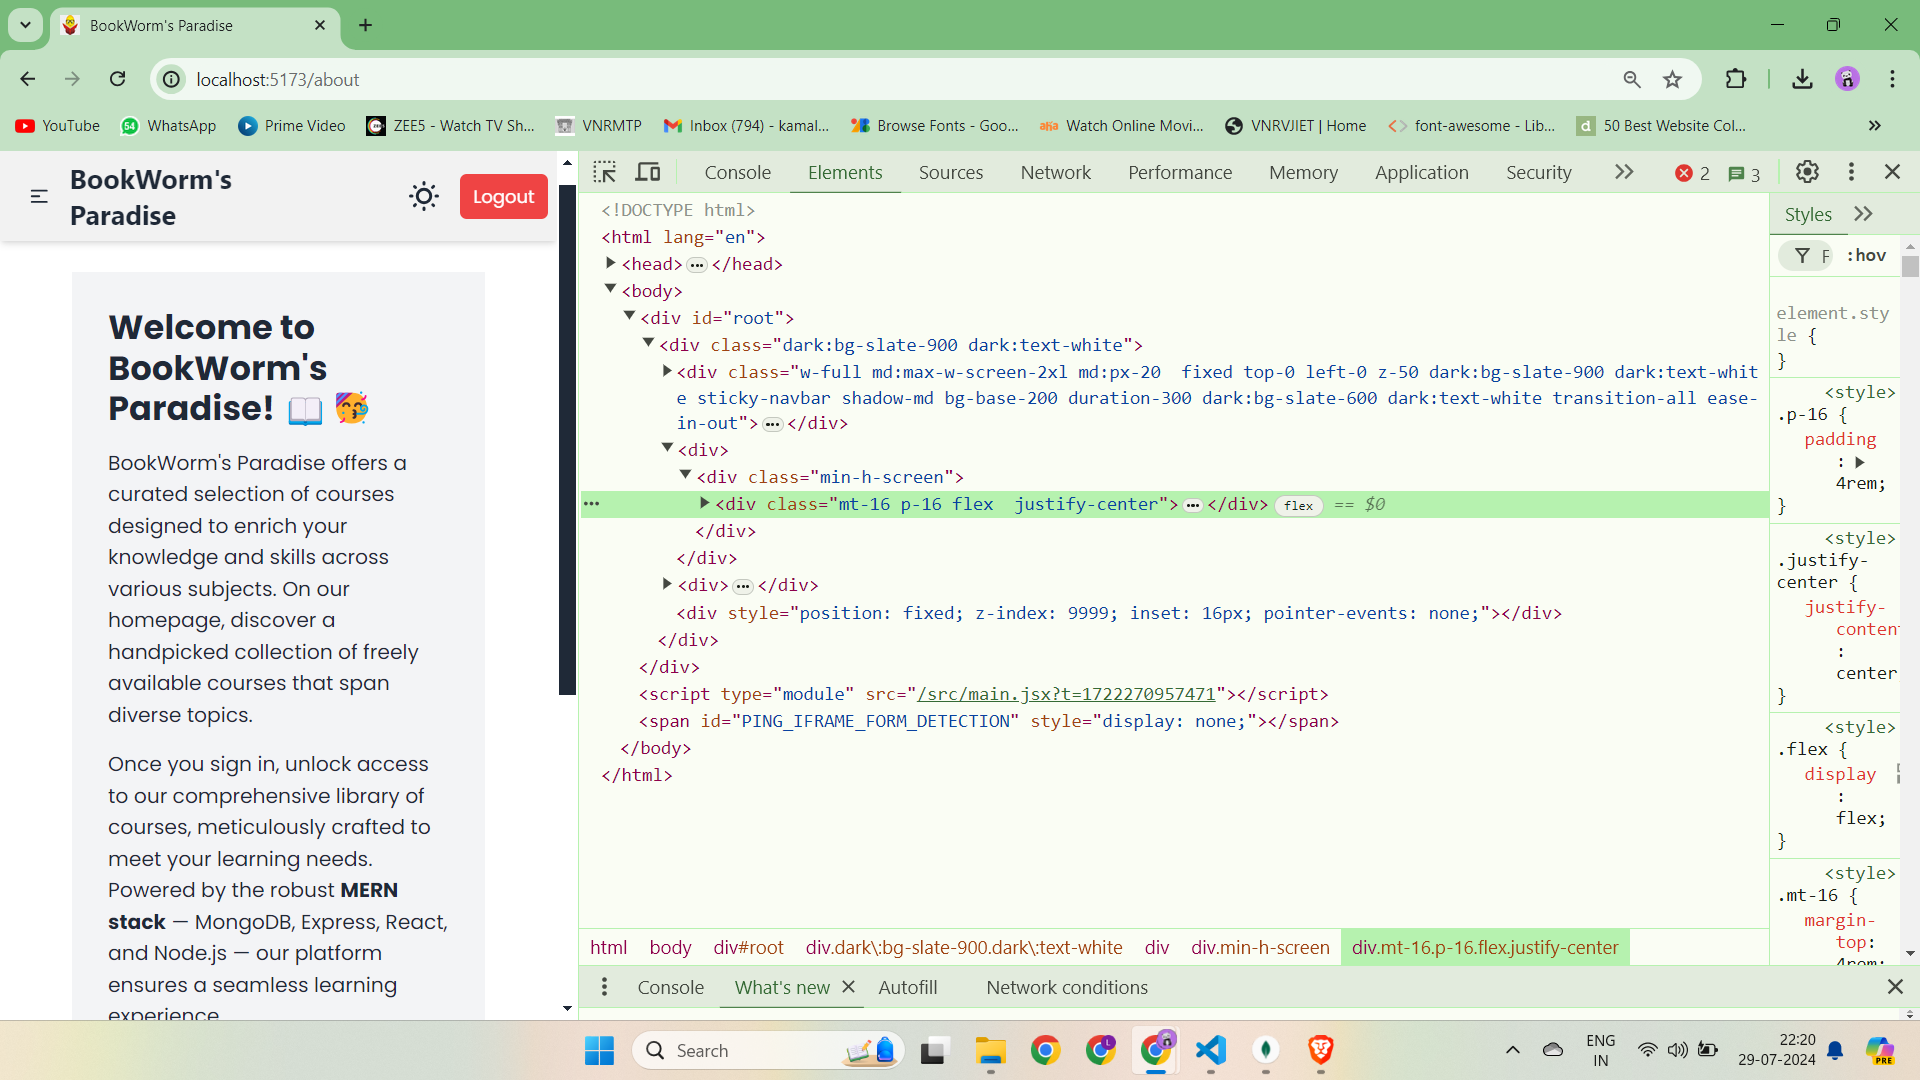 BookWorm's Paradise
localhost:5173/about
YouTube
54
WhatsApp
Prime Video
ZEE5 - Watch TV Sh...
VNRMTP
Inbox (794) - kamal...
Browse Fonts - Goo...
Watch Online Movi...
VNRVJIET | Home
font-awesome - Lib...
50 Best Website Col...
BookWorm's
Paradise
Logout
Welcome to
BookWorm's
Paradise! 📖 🥳
BookWorm's Paradise offers a
curated selection of courses
designed to enrich your
knowledge and skills across
various subjects. On our
homepage, discover a
handpicked collection of freely
available courses that span
diverse topics.
Once you sign in, unlock access
to our comprehensive library of
courses, meticulously crafted to
meet your learning needs.
Powered by the robust MERN
stack — MongoDB, Express, React,
and Node.js — our platform
ensures a seamless learning
experience
Console
Elements
Sources
Network
Performance
Memory
Application
Security
2
3
<!DOCTYPE html>
<html lang="en">
<head>…</head>
<body>
<div id="root">
<div class="dark:bg-slate-900 dark:text-white">
<div class="w-full md:max-w-screen-2xl md:px-20  fixed top-0 left-0 z-50 dark:bg-slate-900 dark:text-whit
e sticky-navbar shadow-md bg-base-200 duration-300 dark:bg-slate-600 dark:text-white transition-all ease-
in-out">…</div>
<div>
<div class="min-h-screen">
<div class="mt-16 p-16 flex  justify-center">…</div> flex == $0
</div>
</div>
<div>…</div>
<div style="position: fixed; z-index: 9999; inset: 16px; pointer-events: none;"></div>
</div>
</div>
<script type="module" src="/src/main.jsx?t=1722270957471"></script>
<span id="PING_IFRAME_FORM_DETECTION" style="display: none;"></span>
</body>
</html>
html
body
div#root
div.dark\:bg-slate-900.dark\:text-white
div
div.min-h-screen
div.mt-16.p-16.flex.justify-center
Styles
F
:hov
element.sty
le {
}
<style>
.p-16 {
padding
:
4rem;
}
<style>
.justify-
center {
justify-
conten
:
center
}
<style>
.flex {
display
:
flex;
}
<style>
.mt-16 {
margin-
top:
4rem;
Console
What's new
Autofill
Network conditions
Search
L
PRE
ENG
IN
22:20
29-07-2024